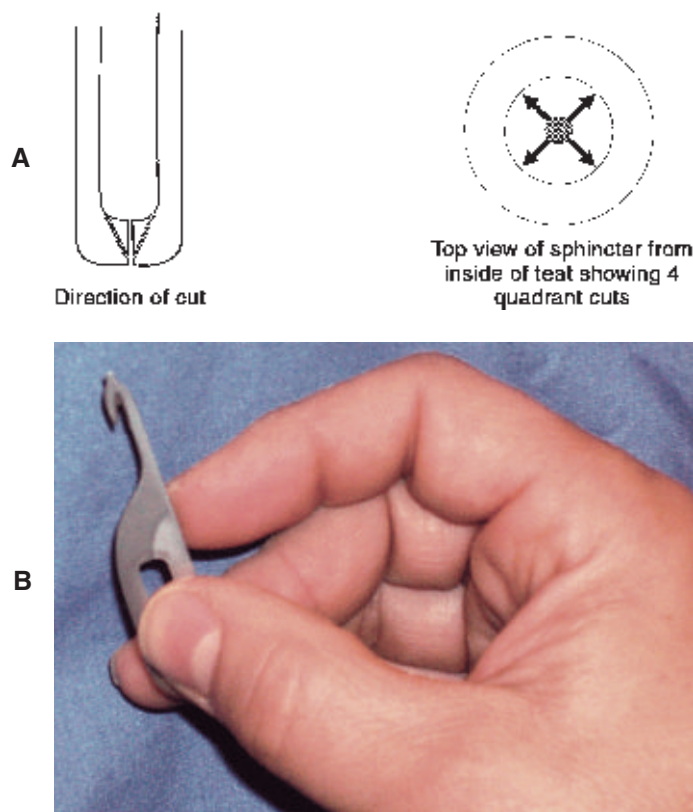 A
Direction of cut
Top view of sphincter from
inside of teat showing 4
quadrant cuts
B